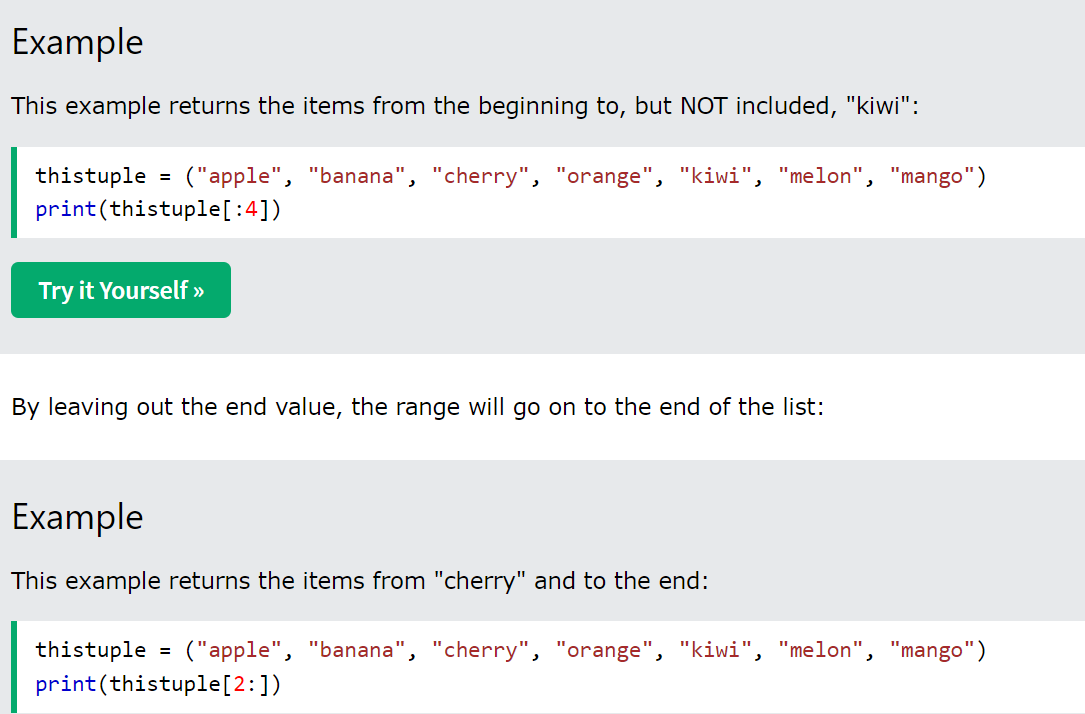 Example
This example returns the items from the beginning to, but NOT included, "kiwi":
thistuple = ("apple", "banana", "cherry", "orange", "kiwi", "melon", "mango")
print(thistuple[:4])
Try it Yourself »
By leaving out the end value, the range will go on to the end of the list:
Example
This example returns the items from "cherry" and to the end:
thistuple = ("apple", "banana", "cherry", "orange", "kiwi", "melon", "mango")
print(thistuple[2:])